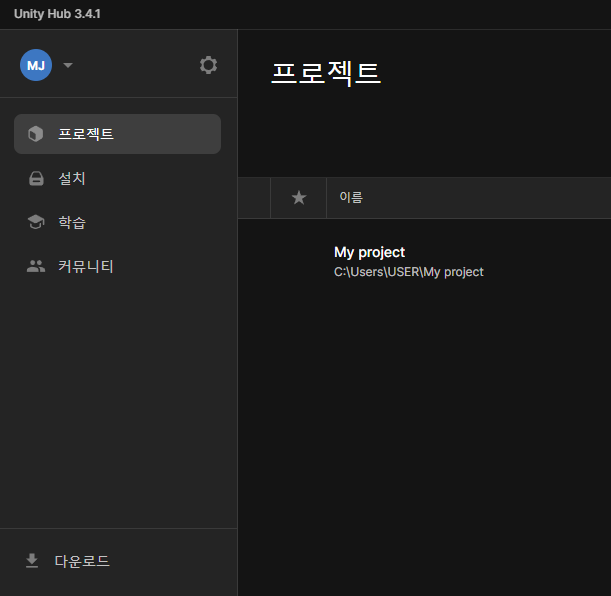 Unity Hub 3.4.1
MJ
프로젝트
설치
학습
커뮤니티
다운로드
프로젝트
이름
My project
C:\Users\USER\My project